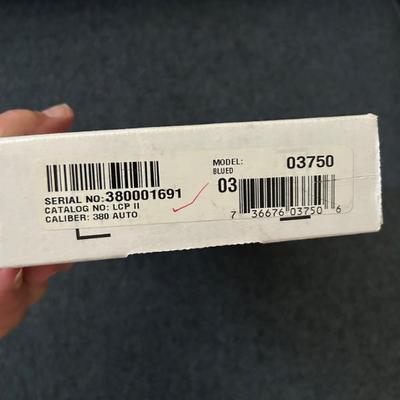 SERIAL NO:380001691
CATALOG NO: LCP II
CALIBER: 380 AUTO
MODEL: 03750
BLUED
03
7 36676 03750 6